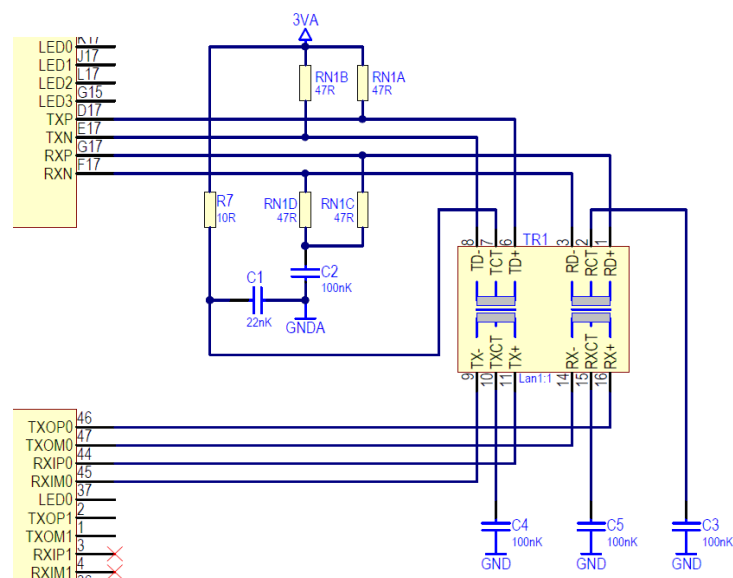 3VA
K17
LED0
J17
LED1
L17
LED2
G15
LED3
D17
TXP
E17
TXN
G17
RXP
F17
RXN
RN1B
47R
RN1A
47R
R7
10R
RN1D
47R
RN1C
47R
C1
22nK
C2
100nK
GNDA
TR1
8
7
6
3
2
1
TD-
TCT
TD+
RD-
RCT
RD+
TX-
TXCT
TX+
RX-
RXCT
RX+
9
10
11
14
15
16
Lan1:1
46
TXOP0
47
TXOM0
44
RXIP0
45
RXIM0
37
LED0
2
TXOP1
1
TXOM1
3
RXIP1
4
RXIM1
C4
100nK
GND
C5
100nK
GND
C3
100nK
GND